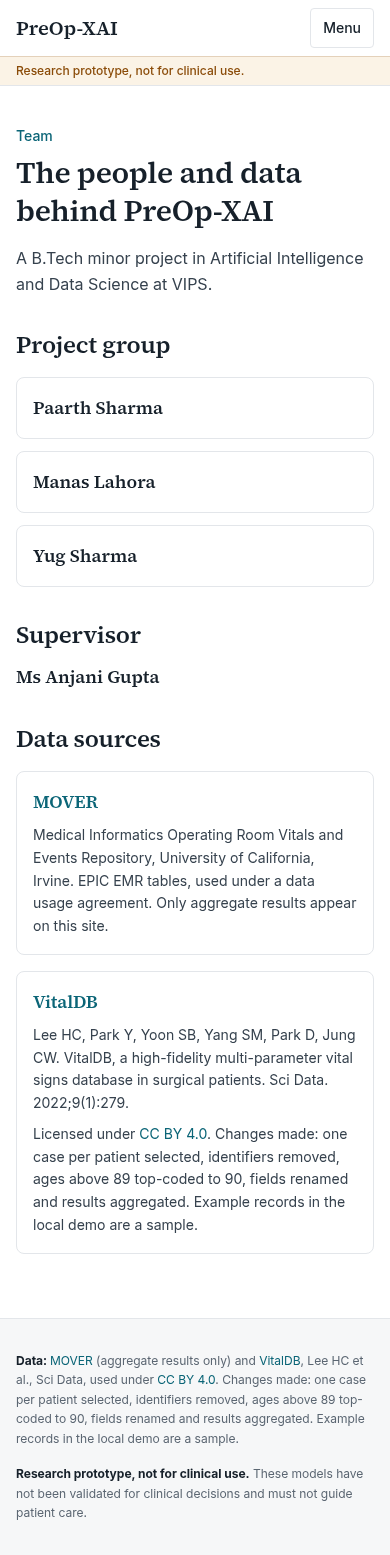 PreOp-XAI
Menu
Research prototype, not for clinical use.
Team
The people and data
behind PreOp-XAI
A B.Tech minor project in Artificial Intelligence
and Data Science at VIPS.
Project group
Paarth Sharma
Manas Lahora
Yug Sharma
Supervisor
Ms Anjani Gupta
Data sources
MOVER
Medical Informatics Operating Room Vitals and
Events Repository, University of California,
Irvine. EPIC EMR tables, used under a data
usage agreement. Only aggregate results appear
on this site.
VitalDB
Lee HC, Park Y, Yoon SB, Yang SM, Park D, Jung
CW. VitalDB, a high-fidelity multi-parameter vital
signs database in surgical patients. Sci Data.
2022;9(1):279.
Licensed under CC BY 4.0. Changes made: one
case per patient selected, identifiers removed,
ages above 89 top-coded to 90, fields renamed
and results aggregated. Example records in the
local demo are a sample.
Data: MOVER (aggregate results only) and VitalDB, Lee HC et
al., Sci Data, used under CC BY 4.0. Changes made: one case
per patient selected, identifiers removed, ages above 89 top-
coded to 90, fields renamed and results aggregated. Example
records in the local demo are a sample.
Research prototype, not for clinical use. These models have
not been validated for clinical decisions and must not guide
patient care.